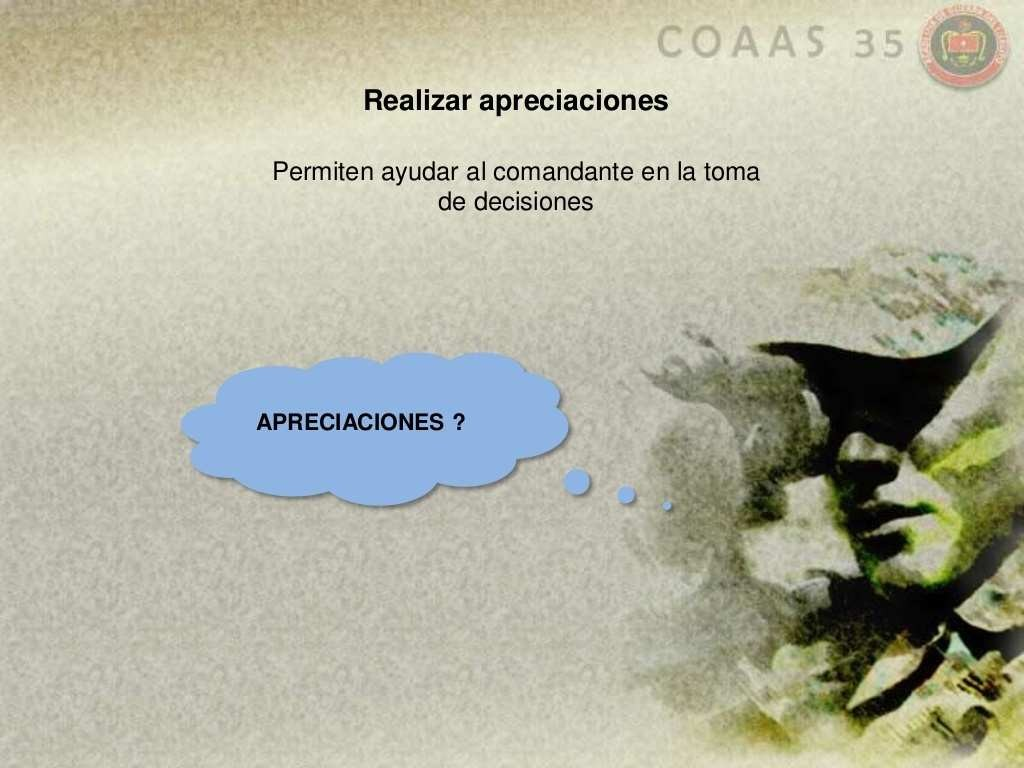 COAAS 35
Realizar apreciaciones
Permiten ayudar al comandante en la toma
de decisiones
APRECIACIONES ?